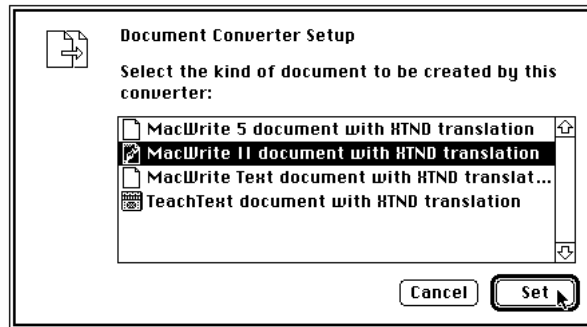 Document Converter Setup
Select the kind of document to be created by this
converter:
MacWrite 5 document with XTND translation
MacWrite II document with XTND translation
MacWrite Text document with XTND translat...
TeachText document with XTND translation
Cancel
Set